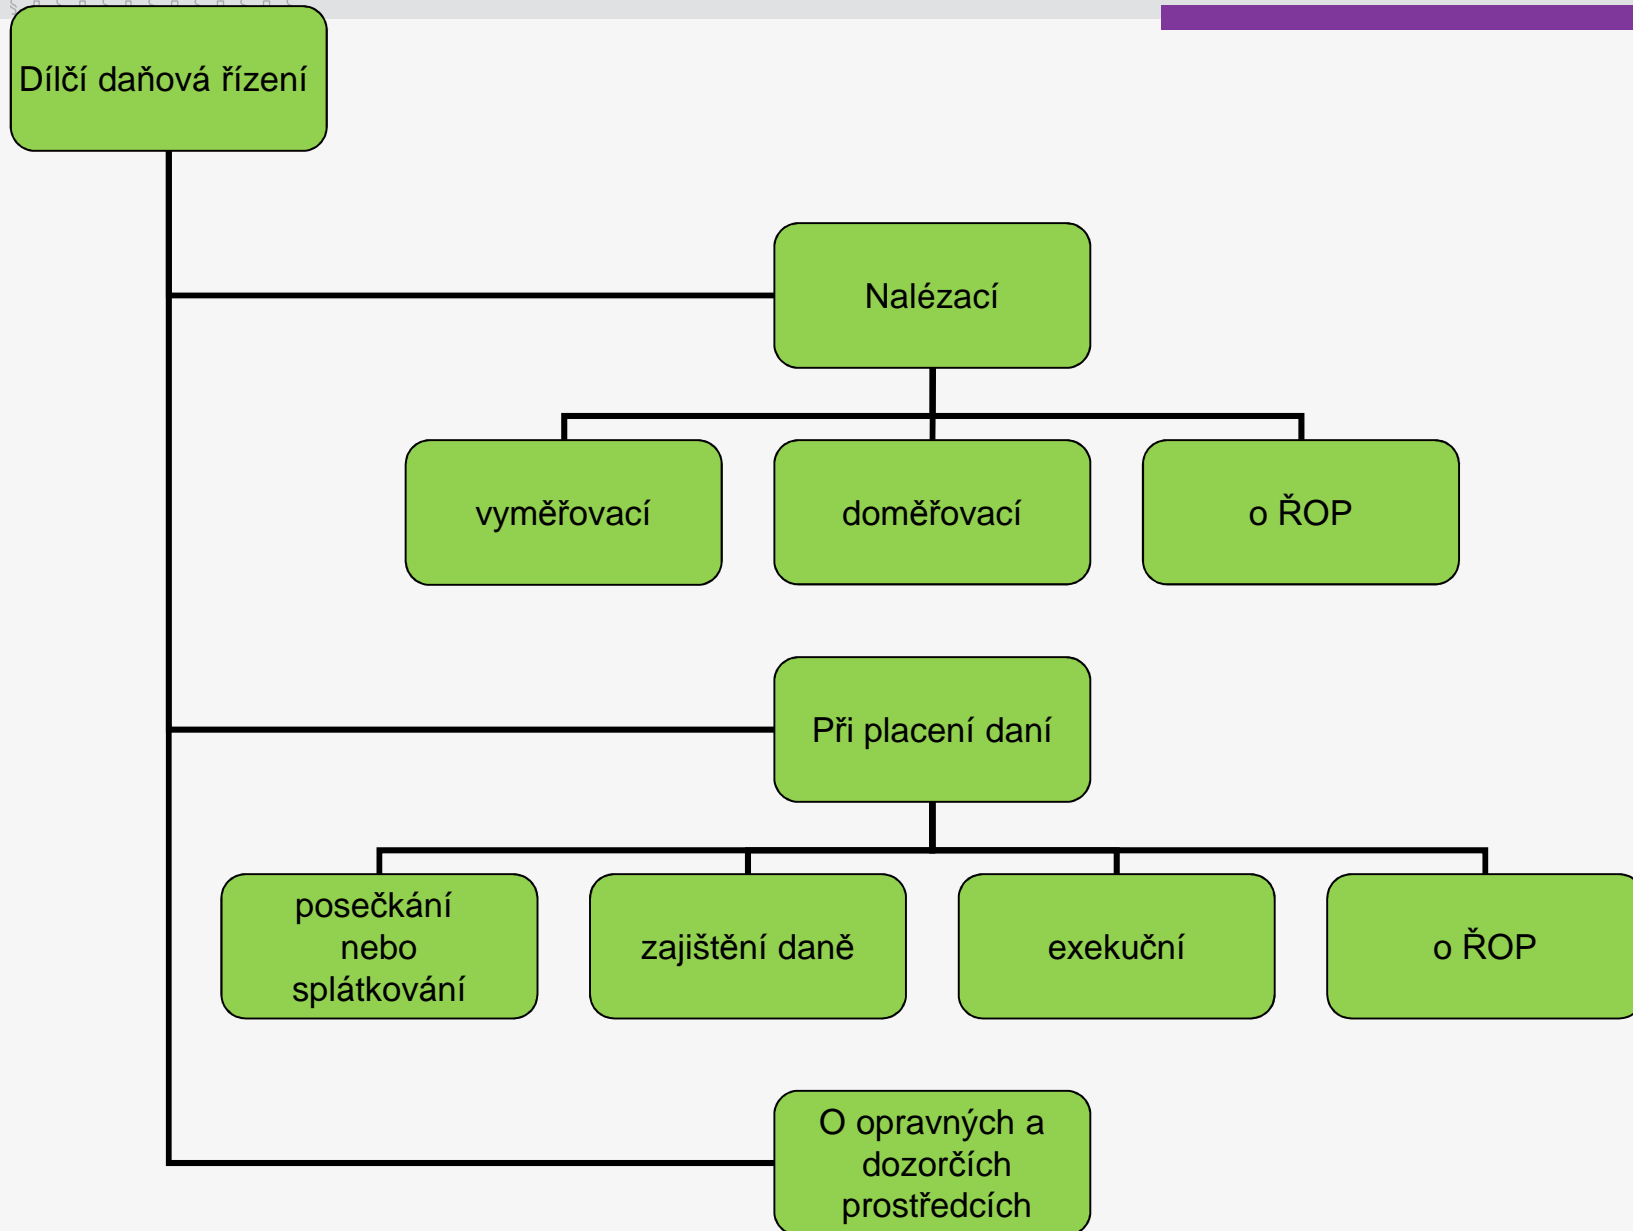 Dílčí daňová řízení
Nalézací
vyměřovací
doměřovací
o ŘOP
Při placení daní
posečkání
nebo
splátkování
zajištění daně
exekuční
o ŘOP
O opravných a
dozorčích
prostředcích